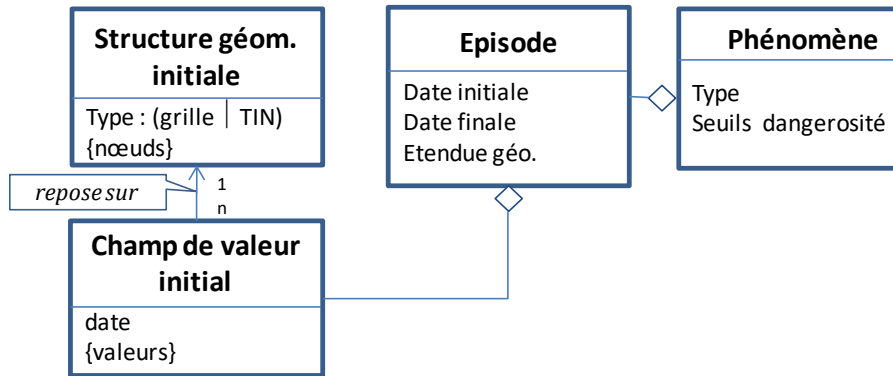 Structure géom.
initiale
Type : (grille | TIN)
{nœuds}
repose sur
1
n
Champ de valeur
initial
date
{valeurs}
Episode
Date initiale
Date finale
Etendue géo.
Phénomène
Type
Seuils dangerosité